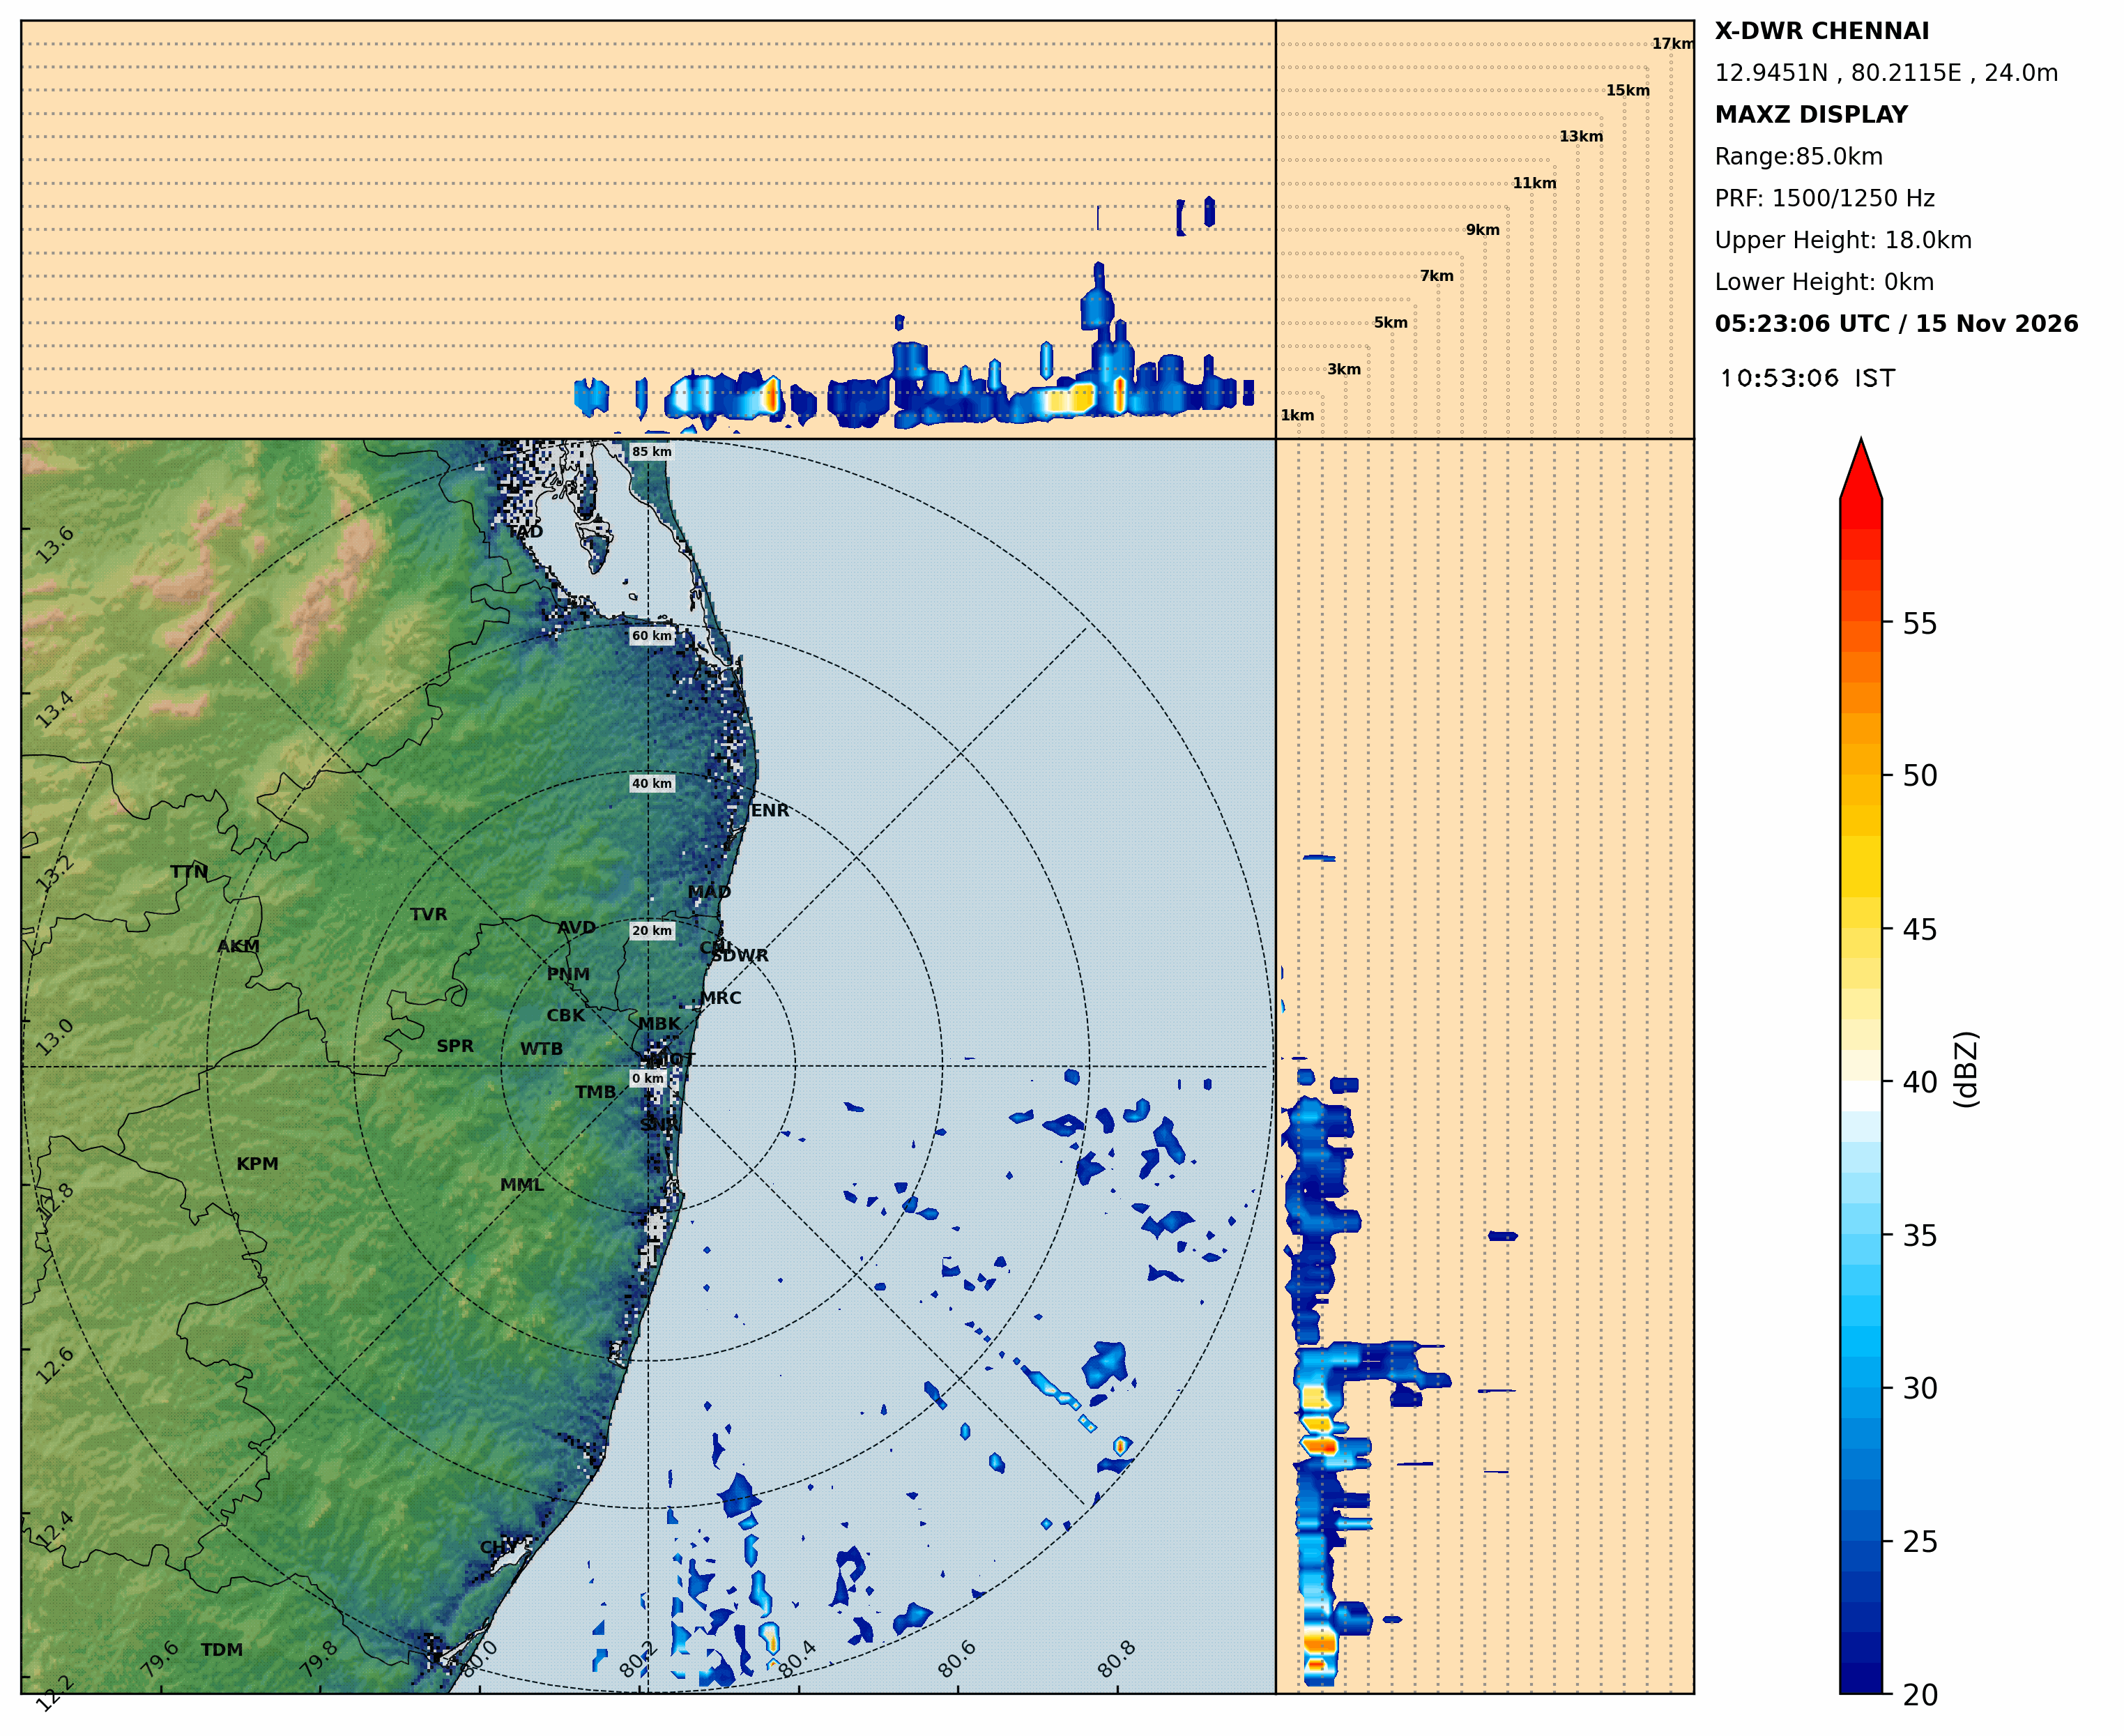 X-DWR CHENNAI
12.9451N , 80.2115E , 24.0m
MAXZ DISPLAY
Range:85.0km
PRF: 1500/1250 Hz
Upper Height: 18.0km
Lower Height: 0km
05:23:06 UTC / 15 Nov 2026
10:53:06 IST
17km
15km
13km
11km
9km
7km
5km
3km
1km
85 km
TAD
13.6
60 km
13.4
40 km
ENR
13.2
TTN
MAD
TVR
AVD
20 km
AKM
SDWR
PNM
MRC
CBK
MBK
13.0
SPR
WTB
0 km
TMB
SNR
KPM
MML
12.8
12.6
12.4
CHY
TDM
12.2
79.6
79.8
80.0
80.2
80.4
80.6
80.8
55
50
45
40
35
30
25
20
(dBZ)